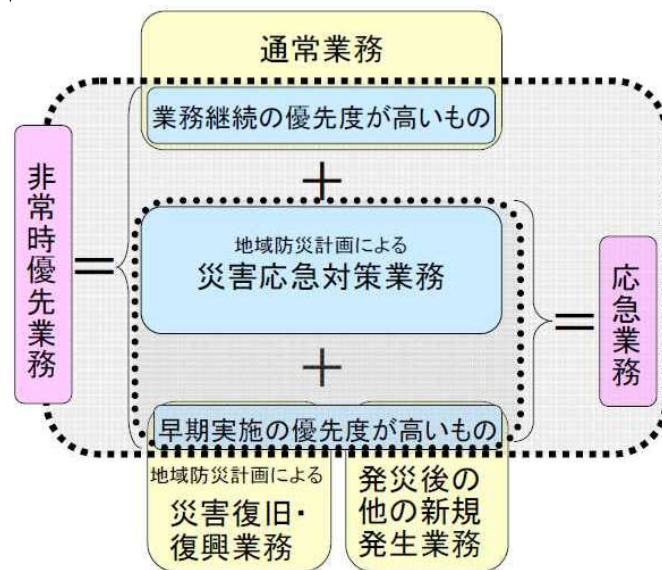 通常業務
業務継続の優先度が高いもの
＋
非常時優先業務
＝
地域防災計画による
災害応急対策業務
＝
応急業務
＋
早期実施の優先度が高いもの
地域防災計画による
災害復旧・
復興業務
発災後の
他の新規
発生業務